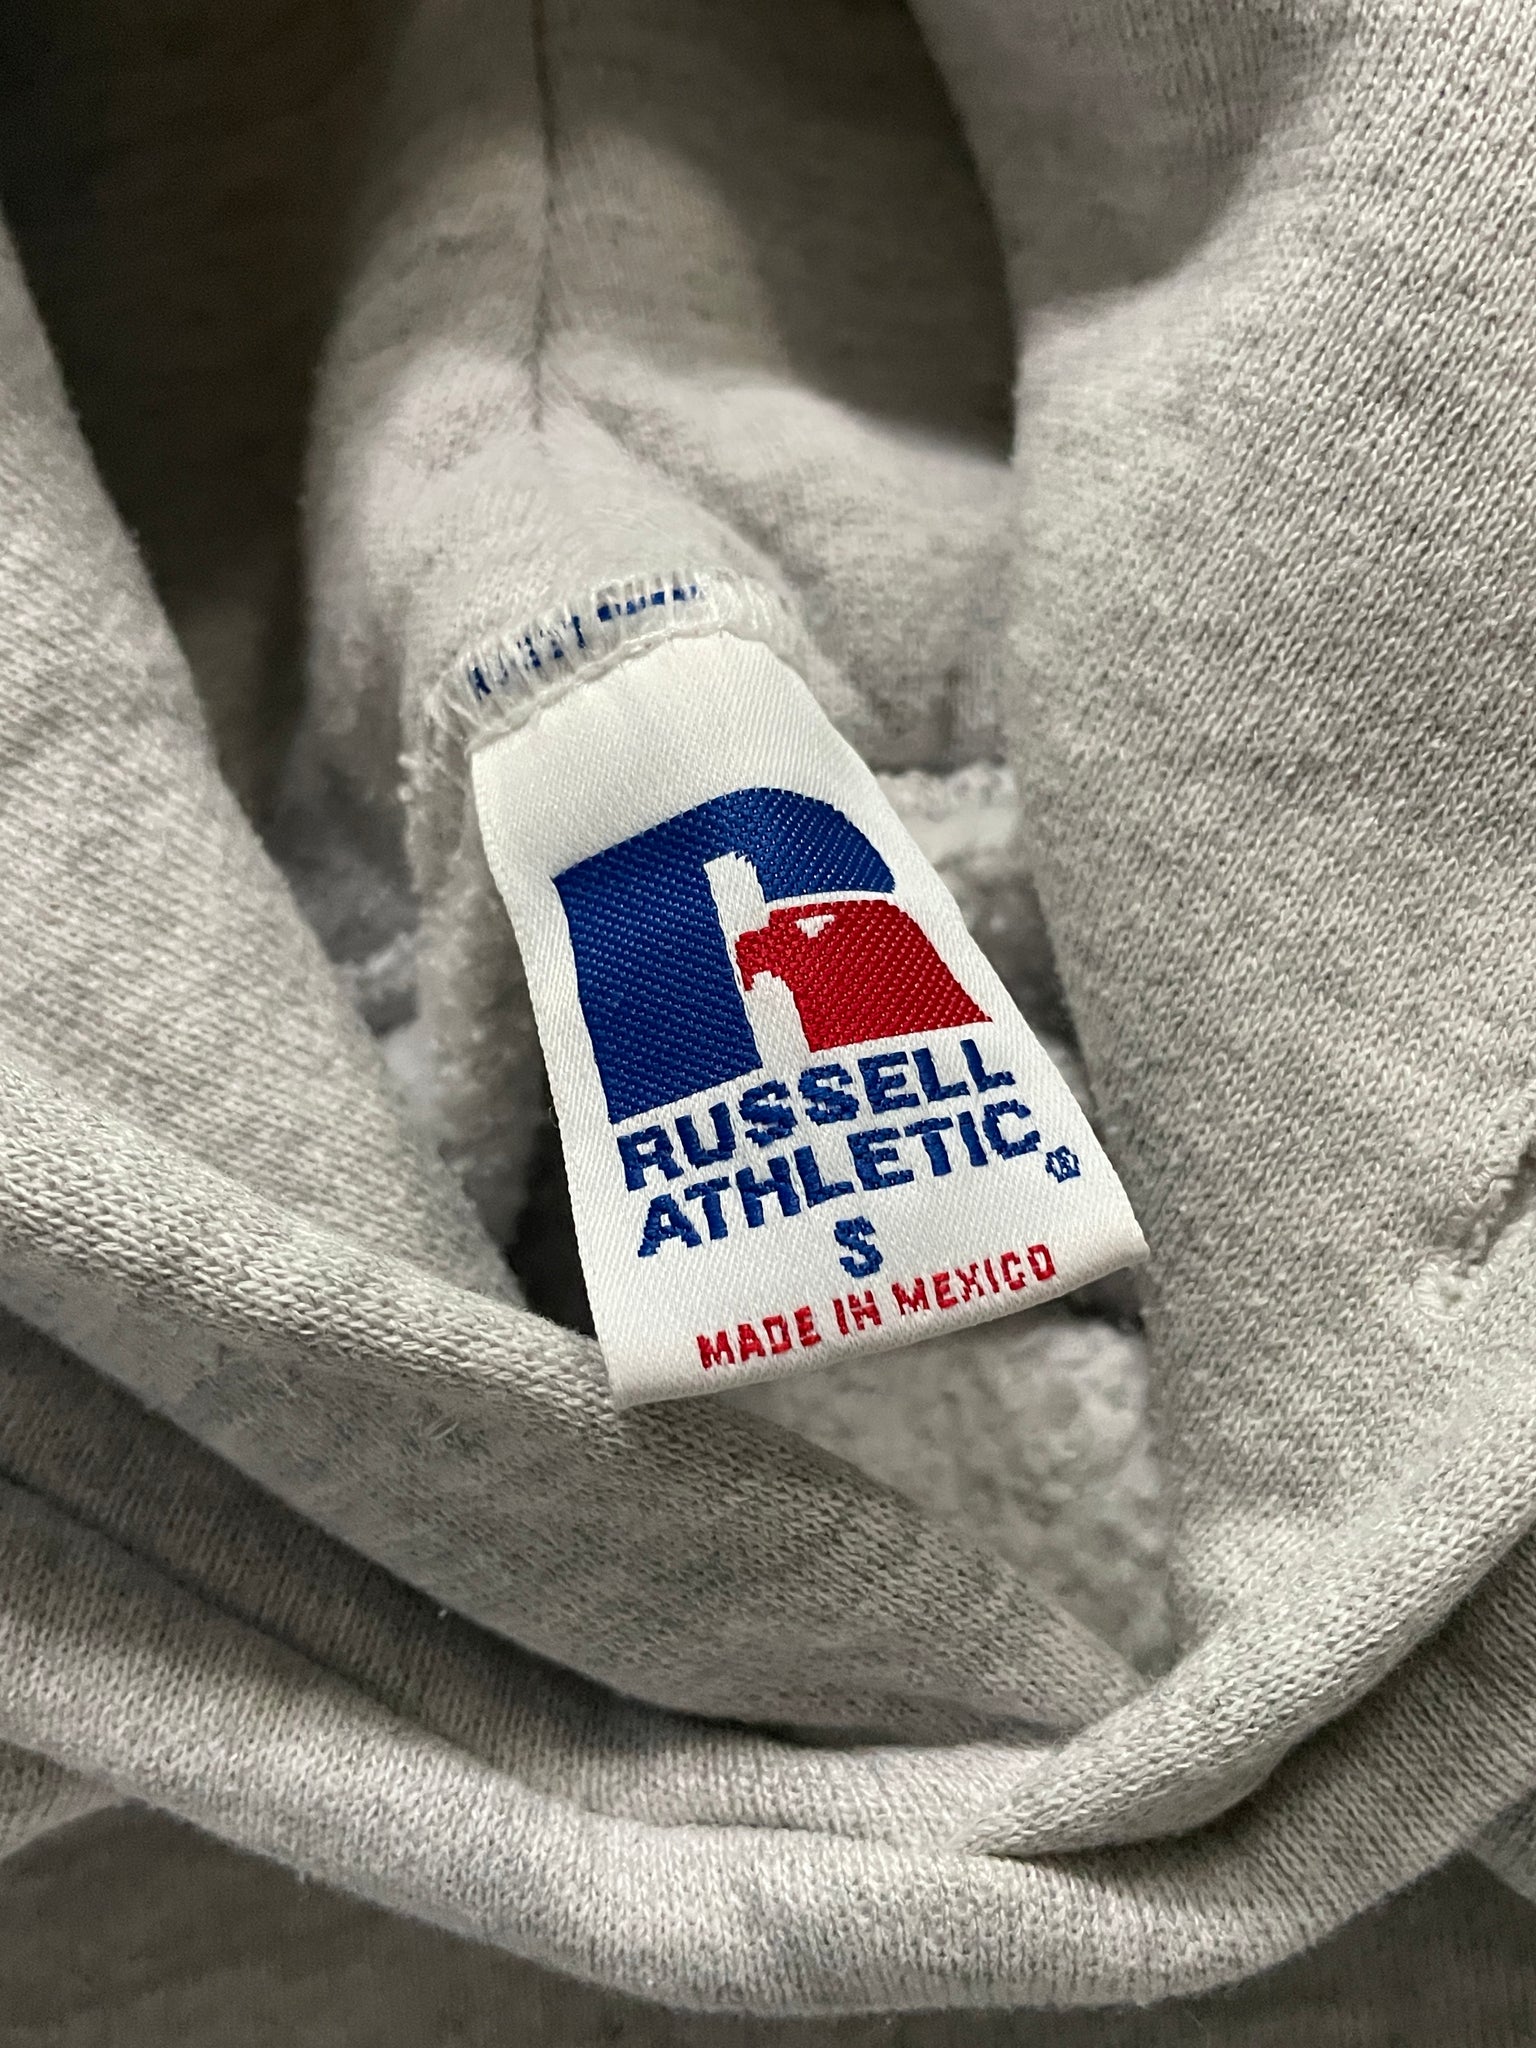 RUSSELL
ATHLETIC®
S
MADE IN MEXICO